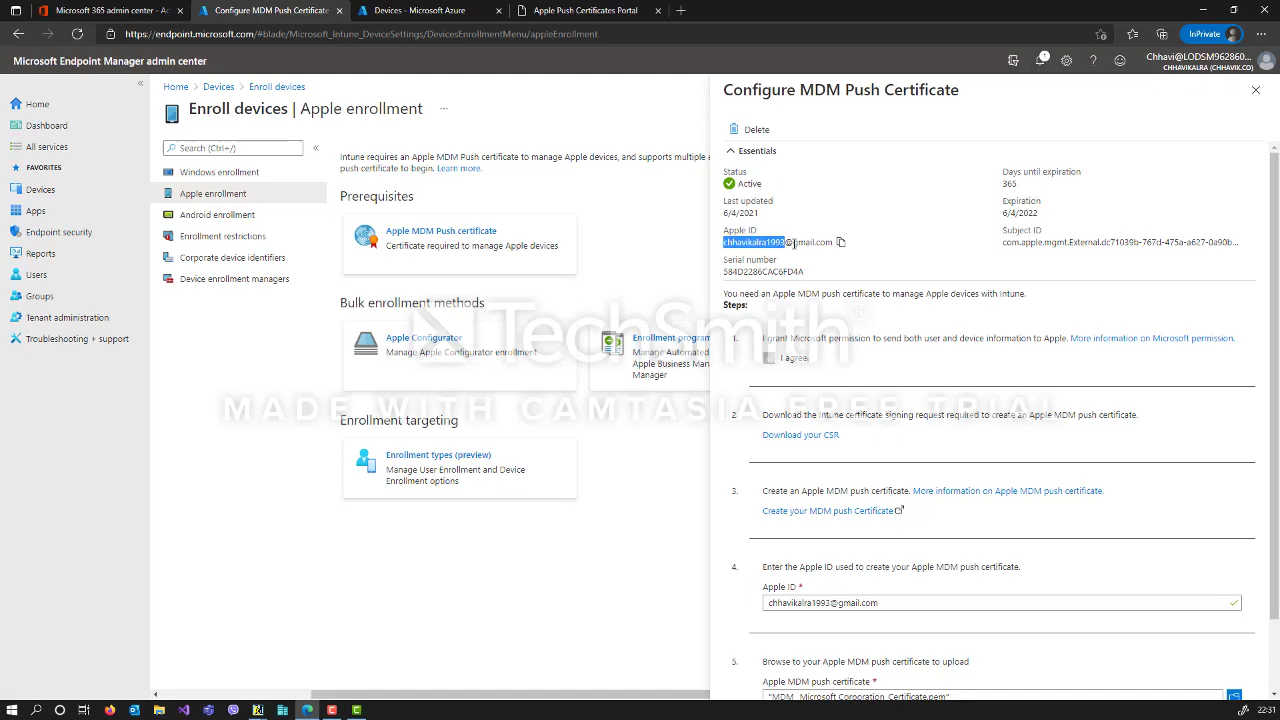 Microsoft 365 admin center - Ac
Configure MDM Push Certificate
Devices - Microsoft Azure
Apple Push Certificates Portal
https://endpoint.microsoft.com/#blade/Microsoft_Intune_DeviceSettings/DevicesEnrollmentMenu/appleEnrollment
InPrivate
Microsoft Endpoint Manager admin center
1
Chhavi@LODSM962860...
CHHAVIKALRA (CHHAVIK.CO)
Home
Dashboard
All services
FAVORITES
Devices
Apps
Endpoint security
Reports
Users
Groups
Tenant administration
Troubleshooting + support
Home > Devices > Enroll devices
Enroll devices | Apple enrollment ...
Search (Ctrl+/)
Windows enrollment
Apple enrollment
Android enrollment
Enrollment restrictions
Corporate device identifiers
Device enrollment managers
Intune requires an Apple MDM Push certificate to manage Apple devices, and supports multiple
push certificate to begin. Learn more.
Prerequisites
Apple MDM Push certificate
Certificate required to manage Apple devices
Bulk enrollment methods
Apple Configurator
Manage Apple Configurator enrollment
Enrollment program
Manage Automated
Apple Business Man
Manager
Enrollment targeting
Enrollment types (preview)
Manage User Enrollment and Device
Enrollment options
Configure MDM Push Certificate
Delete
Essentials
Status
Active
Days until expiration
365
Last updated
6/4/2021
Expiration
6/4/2022
Apple ID
chhavikalra1993@gmail.com
Subject ID
com.apple.mgmt.External.dc71039b-767d-475a-a627-0a90b...
Serial number
584D2286CAC6FD4A
You need an Apple MDM push certificate to manage Apple devices with Intune.
Steps:
1. I grant Microsoft permission to send both user and device information to Apple. More information on Microsoft permission.
I agree.
2. Download the Intune certificate signing request required to create an Apple MDM push certificate.
Download your CSR
3. Create an Apple MDM push certificate. More information on Apple MDM push certificate.
Create your MDM push Certificate
4. Enter the Apple ID used to create your Apple MDM push certificate.
Apple ID *
chhavikalra1993@gmail.com
5. Browse to your Apple MDM push certificate to upload
Apple MDM push certificate *
"MDM_ Microsoft Corporation_Certificate.pem"
TechSmith
MADE WITH CAMTASIA FREE TRIAL
22:31